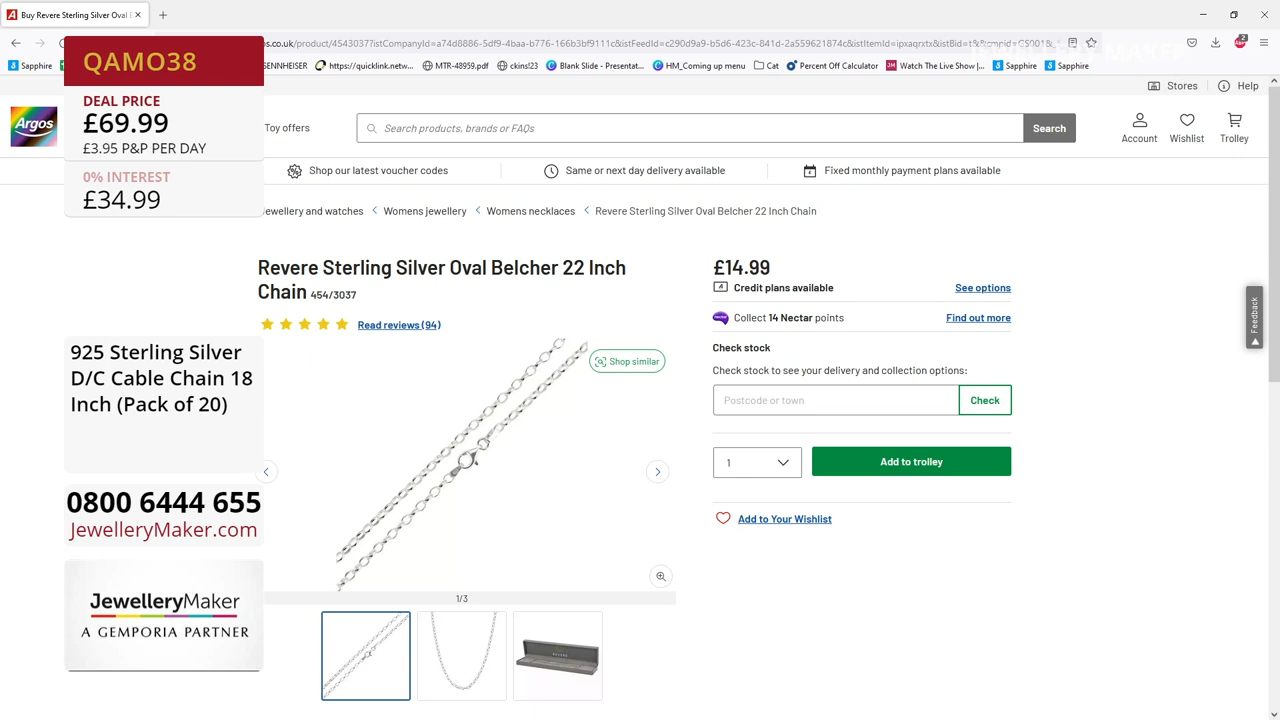 Buy Revere Sterling Silver Oval
QAMO38
DEAL PRICE
£69.99
£3.95 P&P PER DAY
0% INTEREST
£34.99
925 Sterling Silver
D/C Cable Chain 18
Inch (Pack of 20)
0800 6444 655
JewelleryMaker.com
JewelleryMaker
A GEMPORIA PARTNER
Sapphire
SENNHEISER
https://quicklink.netw...
MTR-48959.pdf
ckins!23
Blank Slide - Presentat...
HM_Coming up menu
Cat
Percent Off Calculator
Watch The Live Show |...
Sapphire
Sapphire
Stores
Help
Argos
Toy offers
Search products, brands or FAQs
Search
Account
Wishlist
Trolley
Shop our latest voucher codes
Same or next day delivery available
Fixed monthly payment plans available
ewellery and watches
Womens jewellery
Womens necklaces
Revere Sterling Silver Oval Belcher 22 Inch Chain
Revere Sterling Silver Oval Belcher 22 Inch
Chain 454/3037
Read reviews (94)
Shop similar
1/3
£14.99
Credit plans available
See options
Collect 14 Nectar points
Find out more
Check stock
Check stock to see your delivery and collection options:
Postcode or town
Check
1
Add to trolley
Add to Your Wishlist
Feedback